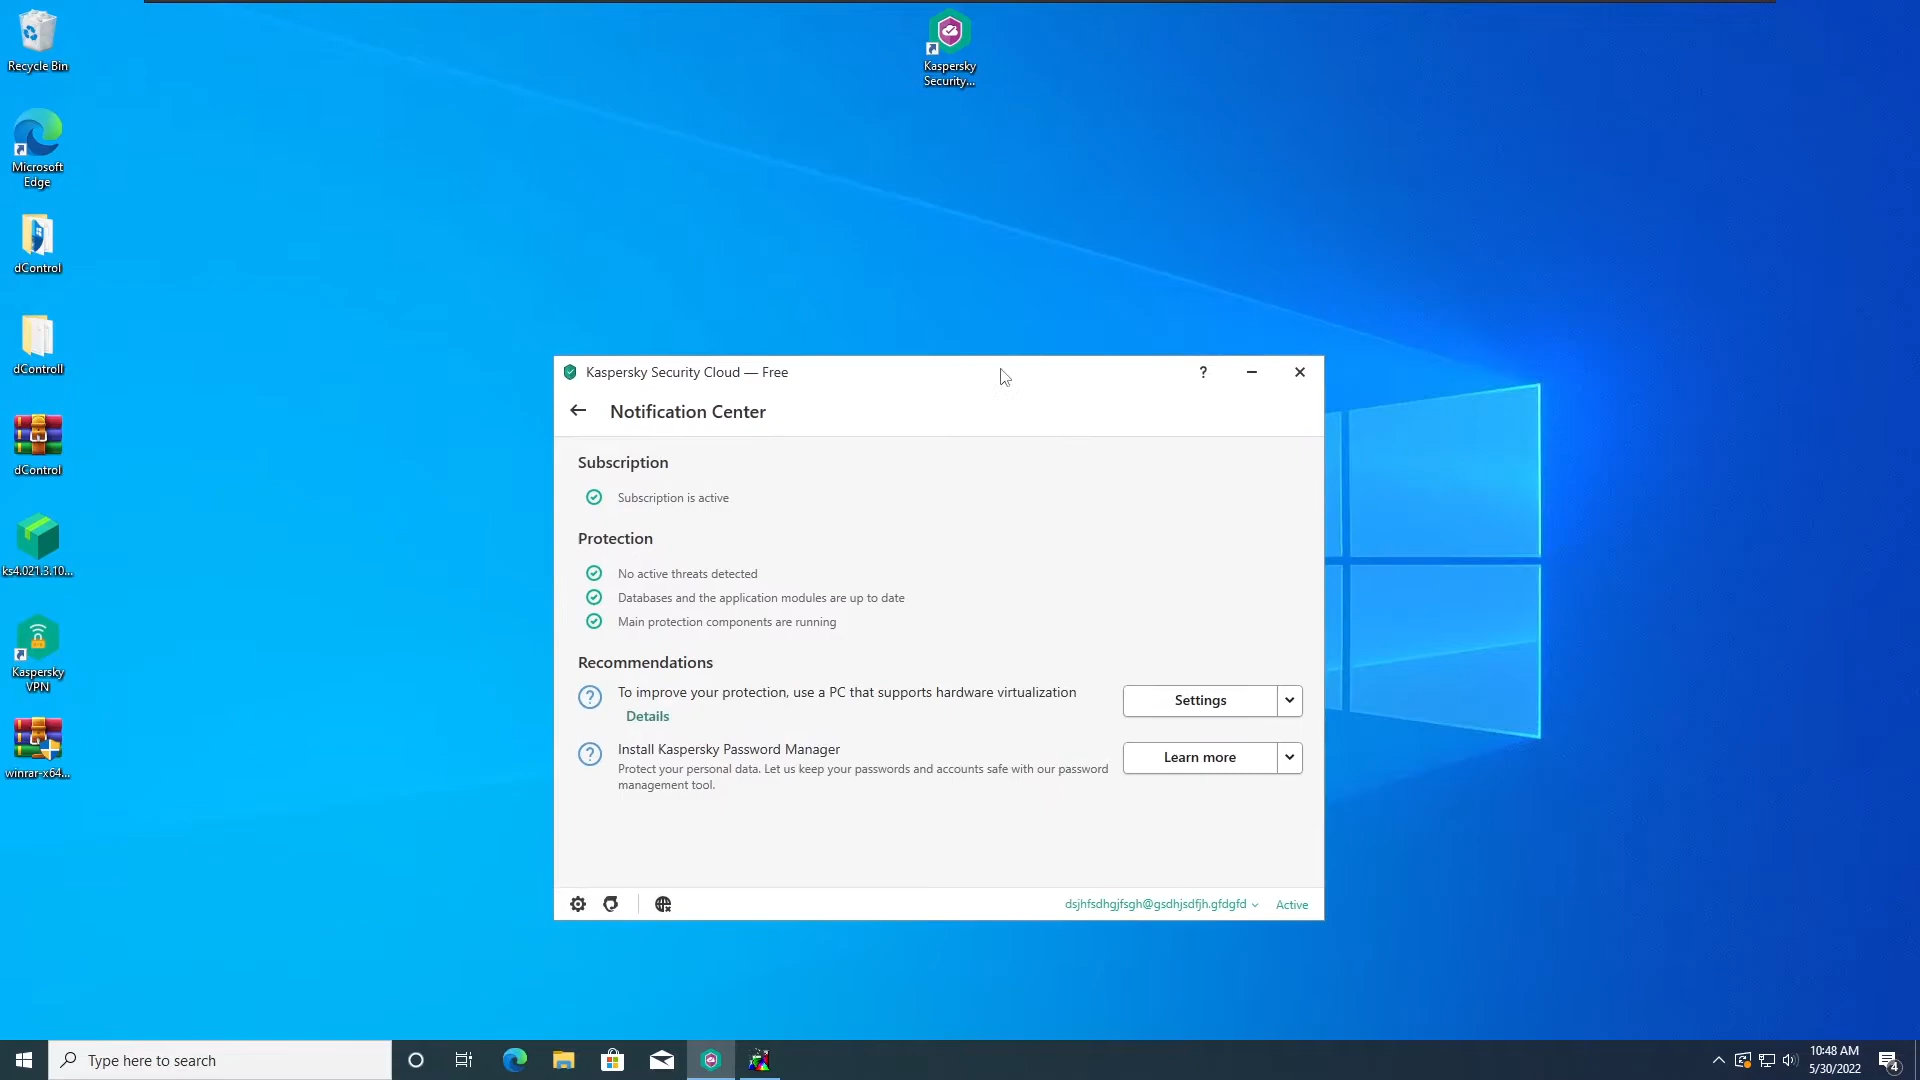 Recycle Bin
Microsoft
Edge
dControl
dControll
dControl
ks4.021.3.10...
Kaspersky
VPN
winrar-x64...
Kaspersky
Security...
Kaspersky Security Cloud — Free
?
Notification Center
Subscription
Subscription is active
Protection
No active threats detected
Databases and the application modules are up to date
Main protection components are running
Recommendations
To improve your protection, use a PC that supports hardware virtualization
Details
Settings
Install Kaspersky Password Manager
Protect your personal data. Let us keep your passwords and accounts safe with our password
management tool.
Learn more
dsjhfsdhgjfsgh@gsdhjsdfjh.gfdgfd
Active
Type here to search
10:48 AM
5/30/2022
4